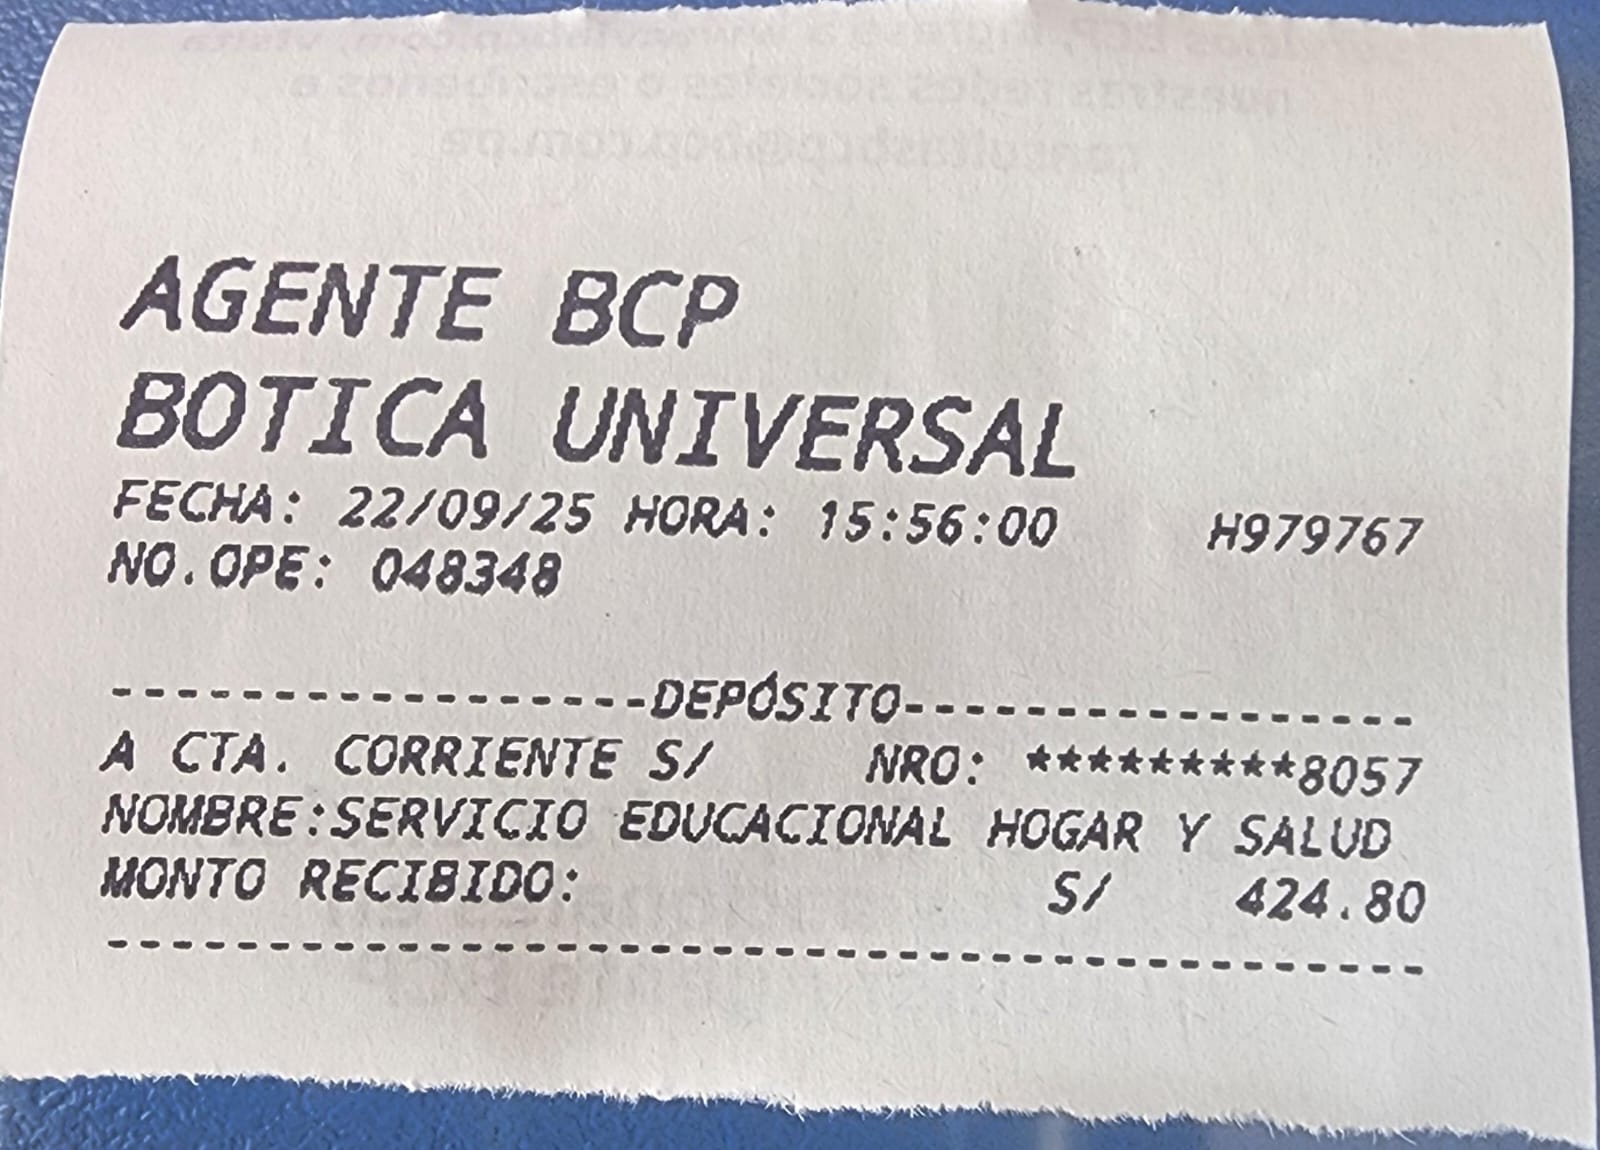 AGENTE BCP
BOTICA UNIVERSAL
FECHA: 22/09/25 HORA: 15:56:00 H979767
NO.OPE: 048348
------------------DEPÓSITO-----------------
A CTA. CORRIENTE S/ NRO: *********8057
NOMBRE:SERVICIO EDUCACIONAL HOGAR Y SALUD
MONTO RECIBIDO: S/ 424.80
-------------------------------------------